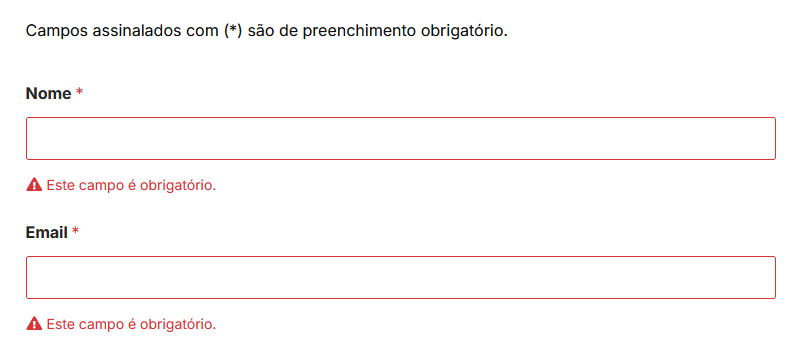 Campos assinalados com (*) são de preenchimento obrigatório.
Nome *
Este campo é obrigatório.
Email *
Este campo é obrigatório.